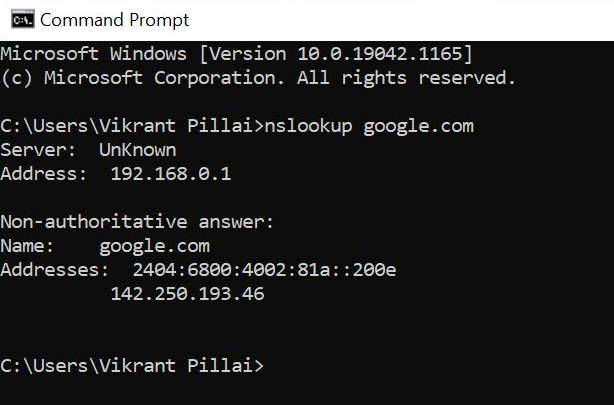 Command Prompt
Microsoft Windows [Version 10.0.19042.1165]
(c) Microsoft Corporation. All rights reserved.
C:\Users\Vikrant Pillai>nslookup google.com
Server:  UnKnown
Address:  192.168.0.1
Non-authoritative answer:
Name:    google.com
Addresses:  2404:6800:4002:81a::200e
          142.250.193.46
C:\Users\Vikrant Pillai>